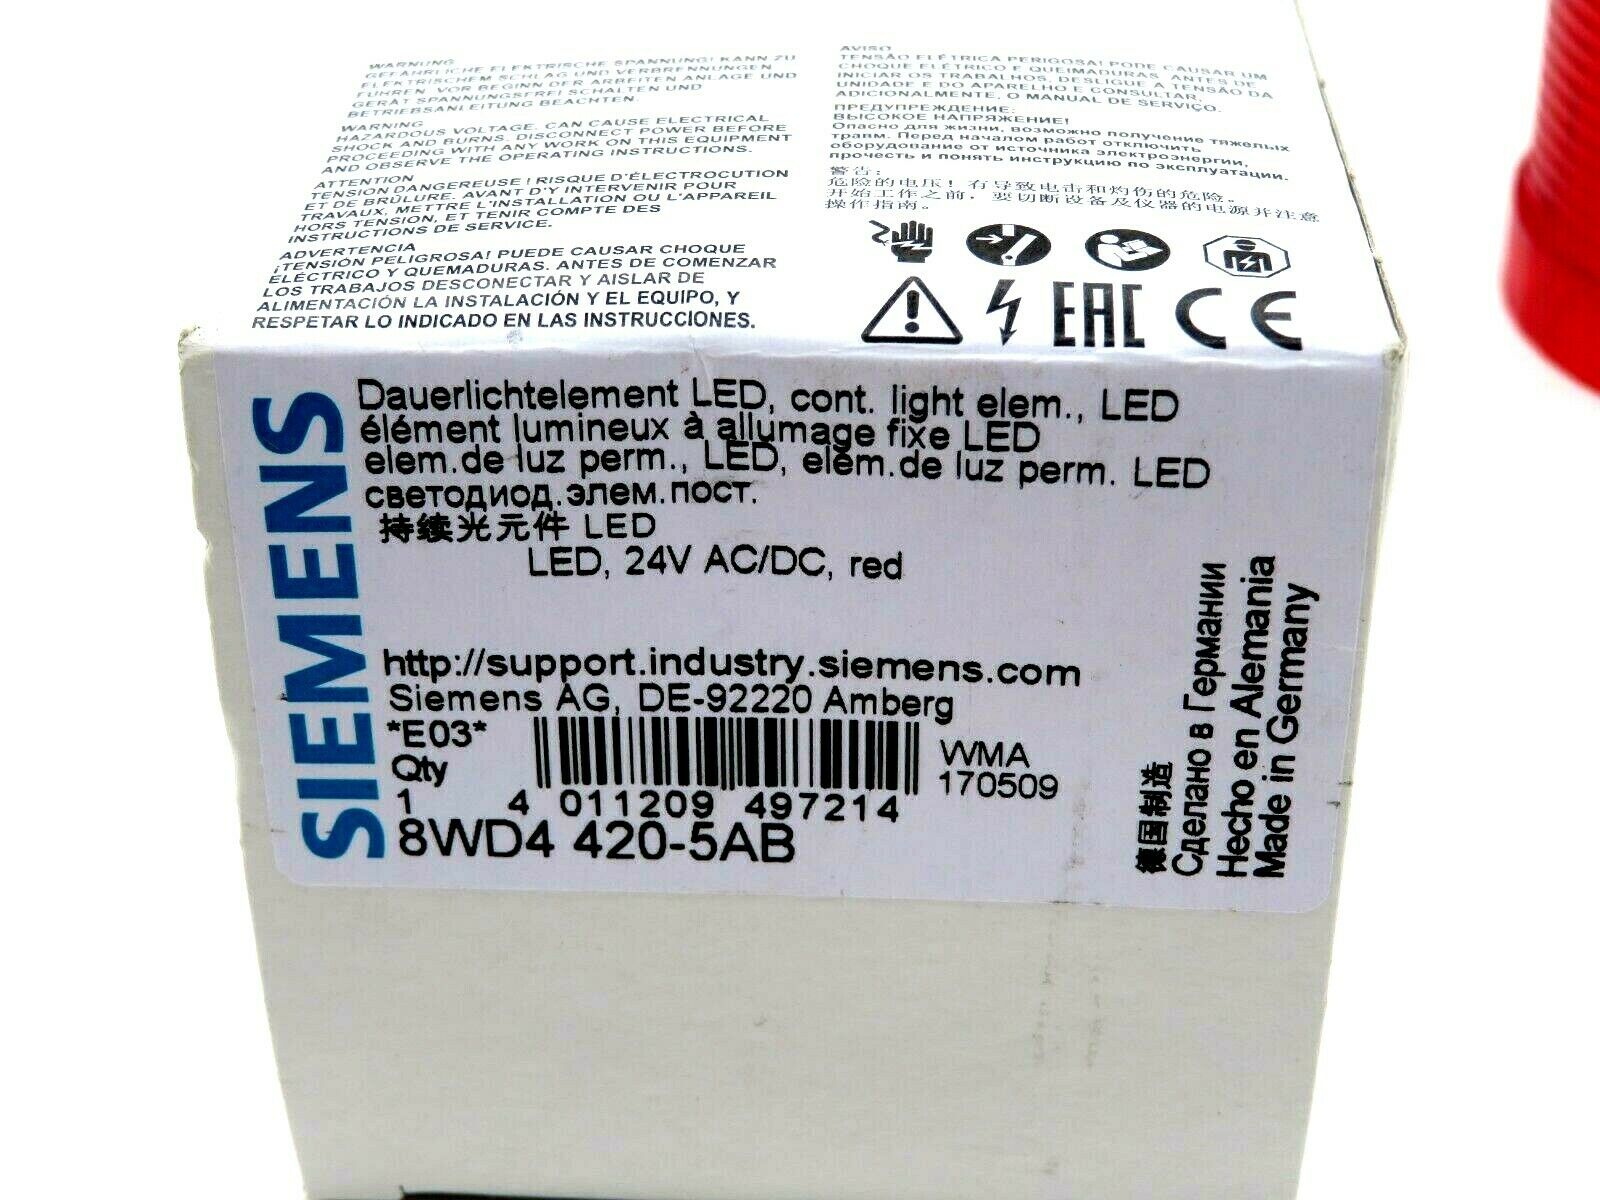 WARNUNG
GEFÄHRLICHE ELEKTRISCHE SPANNUNG! KANN ZU
ELEKTRISCHEM SCHLAG UND VERBRENNUNGEN
FÜHREN. VOR BEGINN DER ARBEITEN ANLAGE UND
GERÄT SPANNUNGSFREI SCHALTEN UND
BETRIEBSANLEITUNG BEACHTEN.
WARNING
HAZARDOUS VOLTAGE. CAN CAUSE ELECTRICAL
SHOCK AND BURNS. DISCONNECT POWER BEFORE
PROCEEDING WITH ANY WORK ON THIS EQUIPMENT
AND OBSERVE THE OPERATING INSTRUCTIONS.
ATTENTION
TENSION DANGEREUSE ! RISQUE D'ÉLECTROCUTION
ET DE BRÛLURE. AVANT D'Y INTERVENIR POUR
TRAVAUX, METTRE L'INSTALLATION OU L'APPAREIL
HORS TENSION, ET TENIR COMPTE DES
INSTRUCTIONS DE SERVICE.
ADVERTENCIA
¡TENSIÓN PELIGROSA! PUEDE CAUSAR CHOQUE
ELÉCTRICO Y QUEMADURAS. ANTES DE COMENZAR
LOS TRABAJOS DESCONECTAR Y AISLAR DE
ALIMENTACIÓN LA INSTALACIÓN Y EL EQUIPO, Y
RESPETAR LO INDICADO EN LAS INSTRUCCIONES.
AVISO
TENSÃO ELÉTRICA PERIGOSA! PODE CAUSAR UM
CHOQUE ELÉTRICO E QUEIMADURAS. ANTES DE
INICIAR OS TRABALHOS, DESLIGUE A TENSÃO DA
UNIDADE E DO APARELHO E CONSULTAR,
ADICIONALMENTE, O MANUAL DE SERVIÇO.
ПРЕДУПРЕЖДЕНИЕ:
ВЫСОКОЕ НАПРЯЖЕНИЕ!
Опасно для жизни, возможно получение тяжелых
травм. Перед началом работ отключить
оборудование от источника электроэнергии,
прочесть и понять инструкцию по эксплуатации.
警告:
危险的电压! 有导致电击和灼伤的危险。
开始工作之前，要切断设备及仪器的电源并注意
操作指南。
EAC CE
SIEMENS
Dauerlichtelement LED, cont. light elem., LED
élément lumineux à allumage fixe LED
elem.de luz perm., LED, elem.de luz perm. LED
светодиод.элем.пост.
持续光元件 LED
LED, 24V AC/DC, red
http://support.industry.siemens.com
Siemens AG, DE-92220 Amberg
*E03*
Qty
1
4 011209 497214
WMA
170509
8WD4 420-5AB
德国制造
Сделано в Германии
Hecho en Alemania
Made in Germany